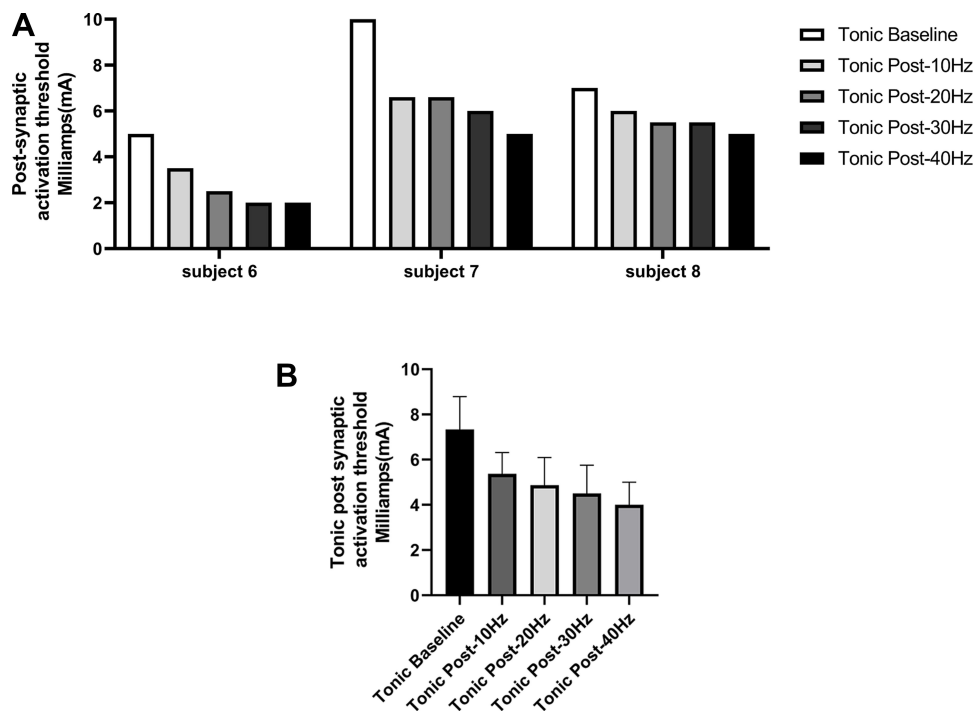 A
Post-synaptic
activation threshold
Milliamps(mA)
10
8
6
4
2
0
subject 6
subject 7
subject 8
Tonic Baseline
Tonic Post-10Hz
Tonic Post-20Hz
Tonic Post-30Hz
Tonic Post-40Hz
B
Tonic post synaptic
activation threshold
Milliamps(mA)
10
8
6
4
2
0
Tonic Baseline
Tonic Post-10Hz
Tonic Post-20Hz
Tonic Post-30Hz
Tonic Post-40Hz